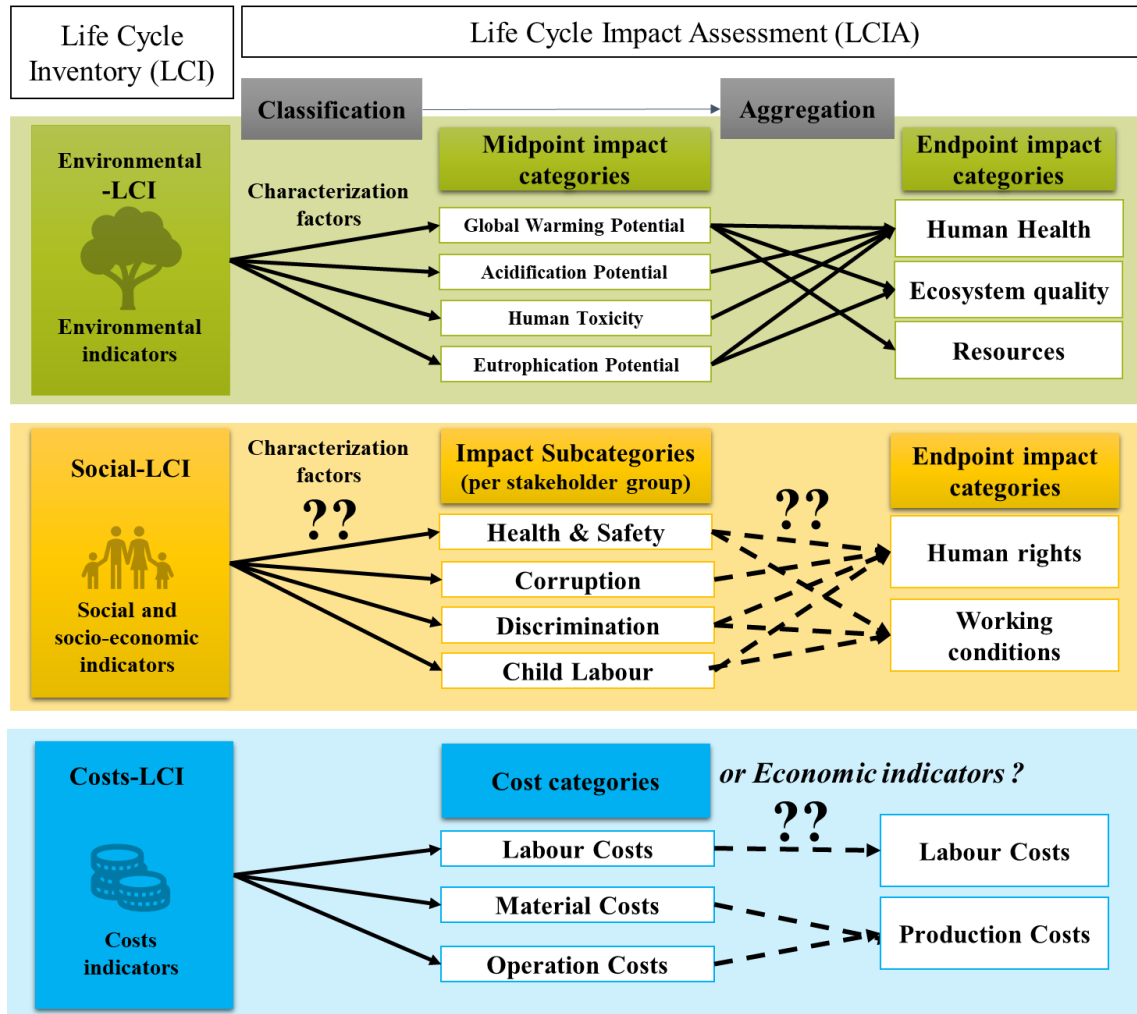 Life Cycle
Inventory (LCI)
Life Cycle Impact Assessment (LCIA)
Classification
Aggregation
Environmental
-LCI
Environmental
indicators
Characterization
factors
Midpoint impact
categories
Global Warming Potential
Acidification Potential
Human Toxicity
Eutrophication Potential
Endpoint impact
categories
Human Health
Ecosystem quality
Resources
Social-LCI
Social and
socio-economic
indicators
Characterization
factors
??
Impact Subcategories
(per stakeholder group)
Health & Safety
Corruption
Discrimination
Child Labour
??
Endpoint impact
categories
Human rights
Working
conditions
Costs-LCI
Costs
indicators
Cost categories
Labour Costs
Material Costs
Operation Costs
or Economic indicators ?
??
Labour Costs
Production Costs